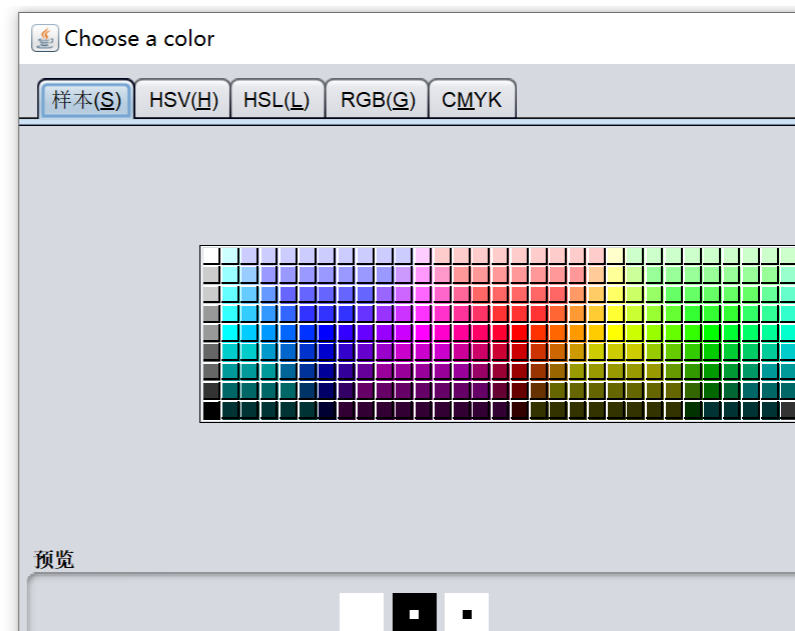 Choose a color
样本(S) HSV(H) HSL(L) RGB(G) CMYK
预览